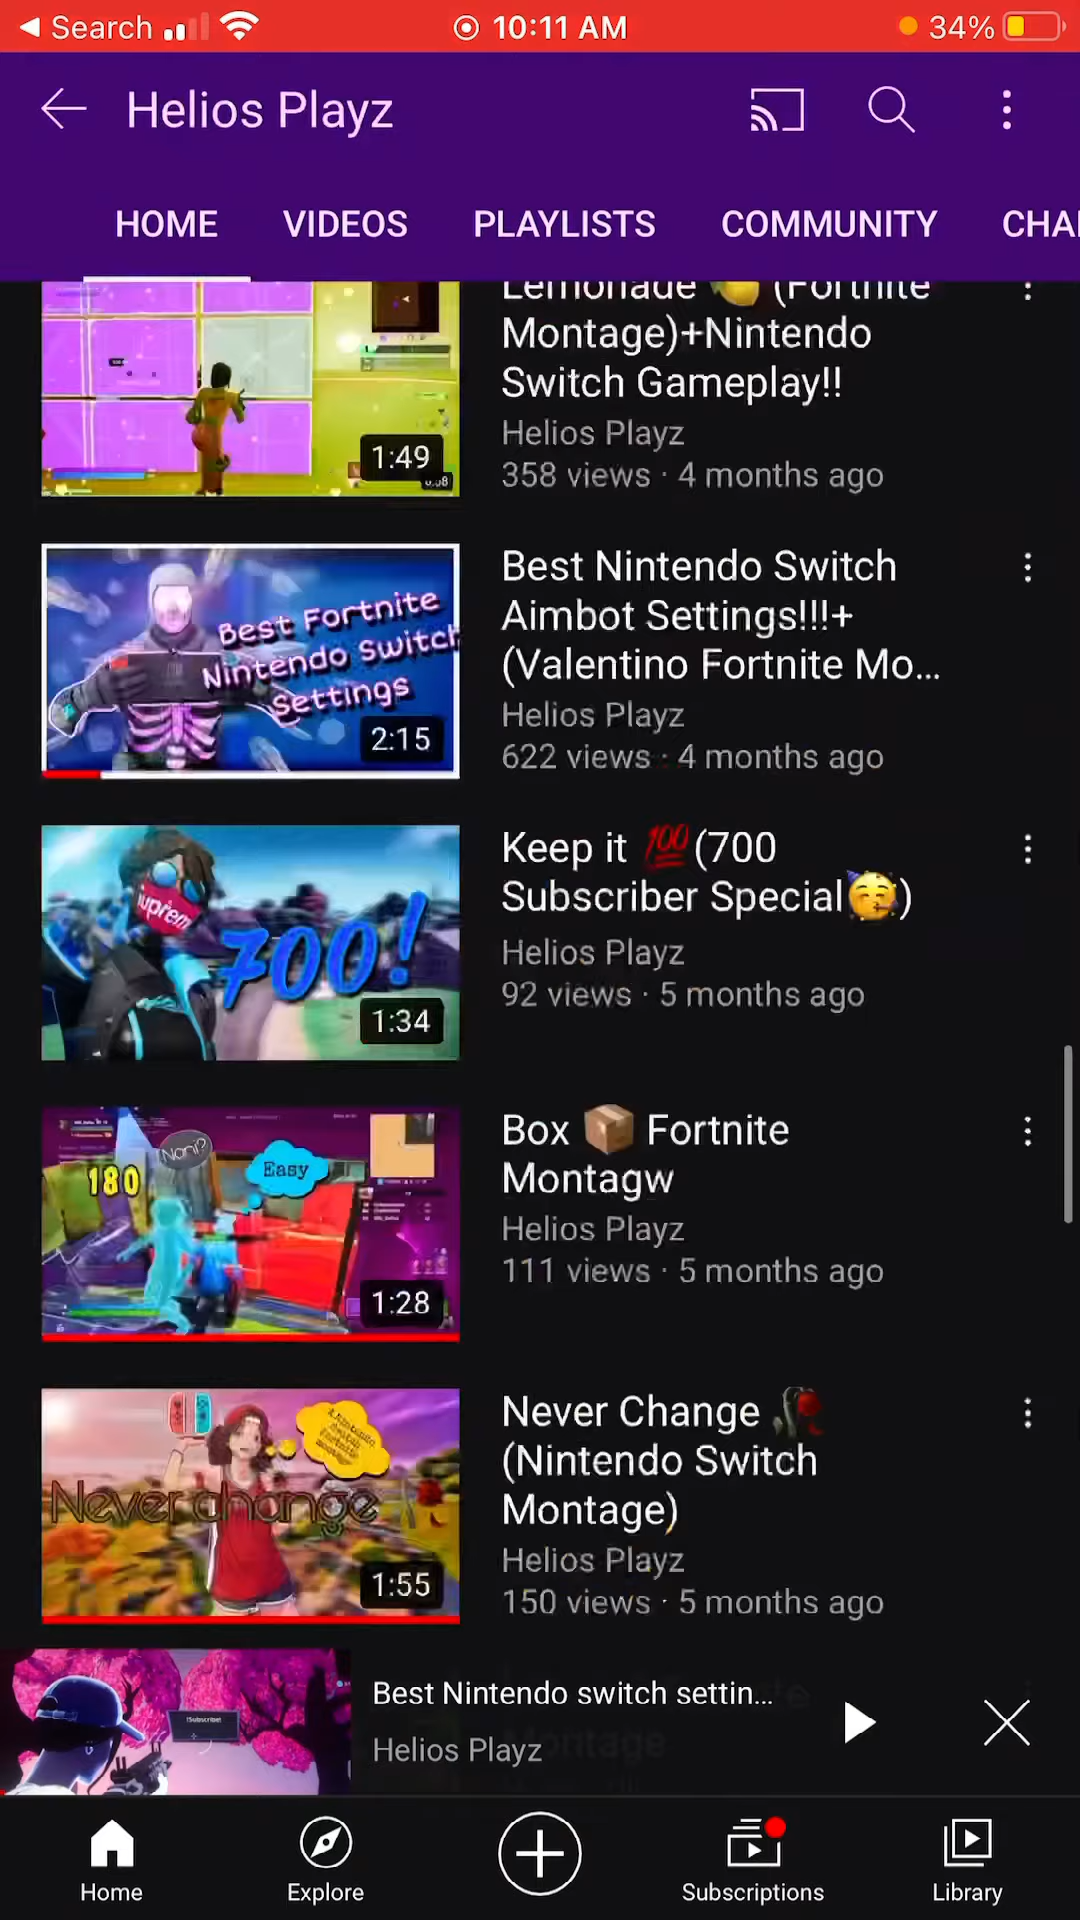 Search
10:11 AM
34%
Helios Playz
HOME VIDEOS PLAYLISTS COMMUNITY CHA
Lemonade 🍋 (Fortnite
Montage)+Nintendo
Switch Gameplay!!
Helios Playz
358 views · 4 months ago
1:49
Best Fortnite
Nintendo Switch
Settings
2:15
Best Nintendo Switch
Aimbot Settings!!!+
(Valentino Fortnite Mo...
Helios Playz
622 views · 4 months ago
700!
1:34
Keep it 💯(700
Subscriber Special🥳)
Helios Playz
92 views · 5 months ago
180
Nani?
Easy
1:28
Box 📦 Fortnite
Montagw
Helios Playz
111 views · 5 months ago
Never change
1:55
Never Change 🥀
(Nintendo Switch
Montage)
Helios Playz
150 views · 5 months ago
!Subscribe!
Best Nintendo switch settin...
Helios Playz
Home
Explore
Subscriptions
Library